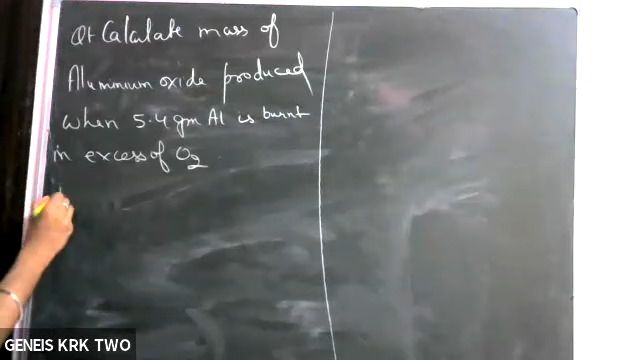 Q1 Calculate mass of
Aluminium oxide produced
when 5.4 gm Al is burnt
in excess of O2
GENEIS KRK TWO